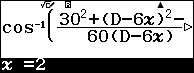 √▱ D ▲
cos⁻¹(30²+(D-6x)²-/60(D-6x) ▷
x =2